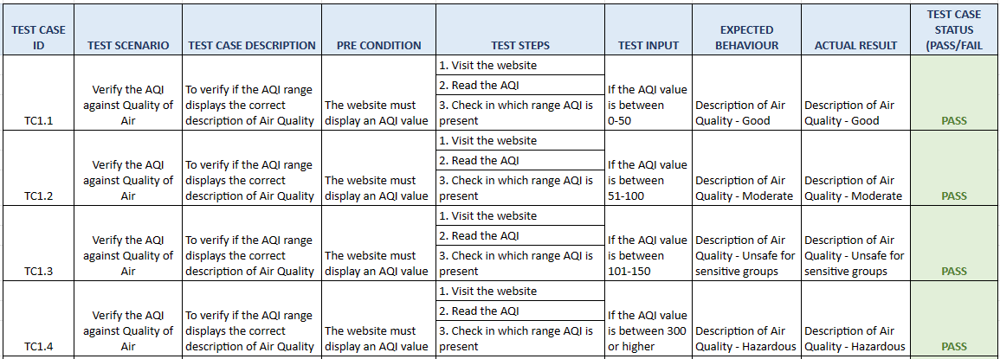 TEST CASE
ID
TEST SCENARIO
TEST CASE DESCRIPTION
PRE CONDITION
TEST STEPS
TEST INPUT
EXPECTED
BEHAVIOUR
ACTUAL RESULT
TEST CASE
STATUS
(PASS/FAIL
TC1.1
Verify the AQI
against Quality of
Air
To verify if the AQI range
displays the correct
description of Air Quality
The website must
display an AQI value
1. Visit the website
2. Read the AQI
3. Check in which range AQI is
present
If the AQI value
is between
0-50
Description of Air
Quality - Good
Description of Air
Quality - Good
PASS
TC1.2
Verify the AQI
against Quality of
Air
To verify if the AQI range
displays the correct
description of Air Quality
The website must
display an AQI value
1. Visit the website
2. Read the AQI
3. Check in which range AQI is
present
If the AQI value
is between
51-100
Description of Air
Quality - Moderate
Description of Air
Quality - Moderate
PASS
TC1.3
Verify the AQI
against Quality of
Air
To verify if the AQI range
displays the correct
description of Air Quality
The website must
display an AQI value
1. Visit the website
2. Read the AQI
3. Check in which range AQI is
present
If the AQI value
is between
101-150
Description of Air
Quality - Unsafe for
sensitive groups
Description of Air
Quality - Unsafe for
sensitive groups
PASS
TC1.4
Verify the AQI
against Quality of
Air
To verify if the AQI range
displays the correct
description of Air Quality
The website must
display an AQI value
1. Visit the website
2. Read the AQI
3. Check in which range AQI is
present
If the AQI value
is between 300
or higher
Description of Air
Quality - Hazardous
Description of Air
Quality - Hazardous
PASS